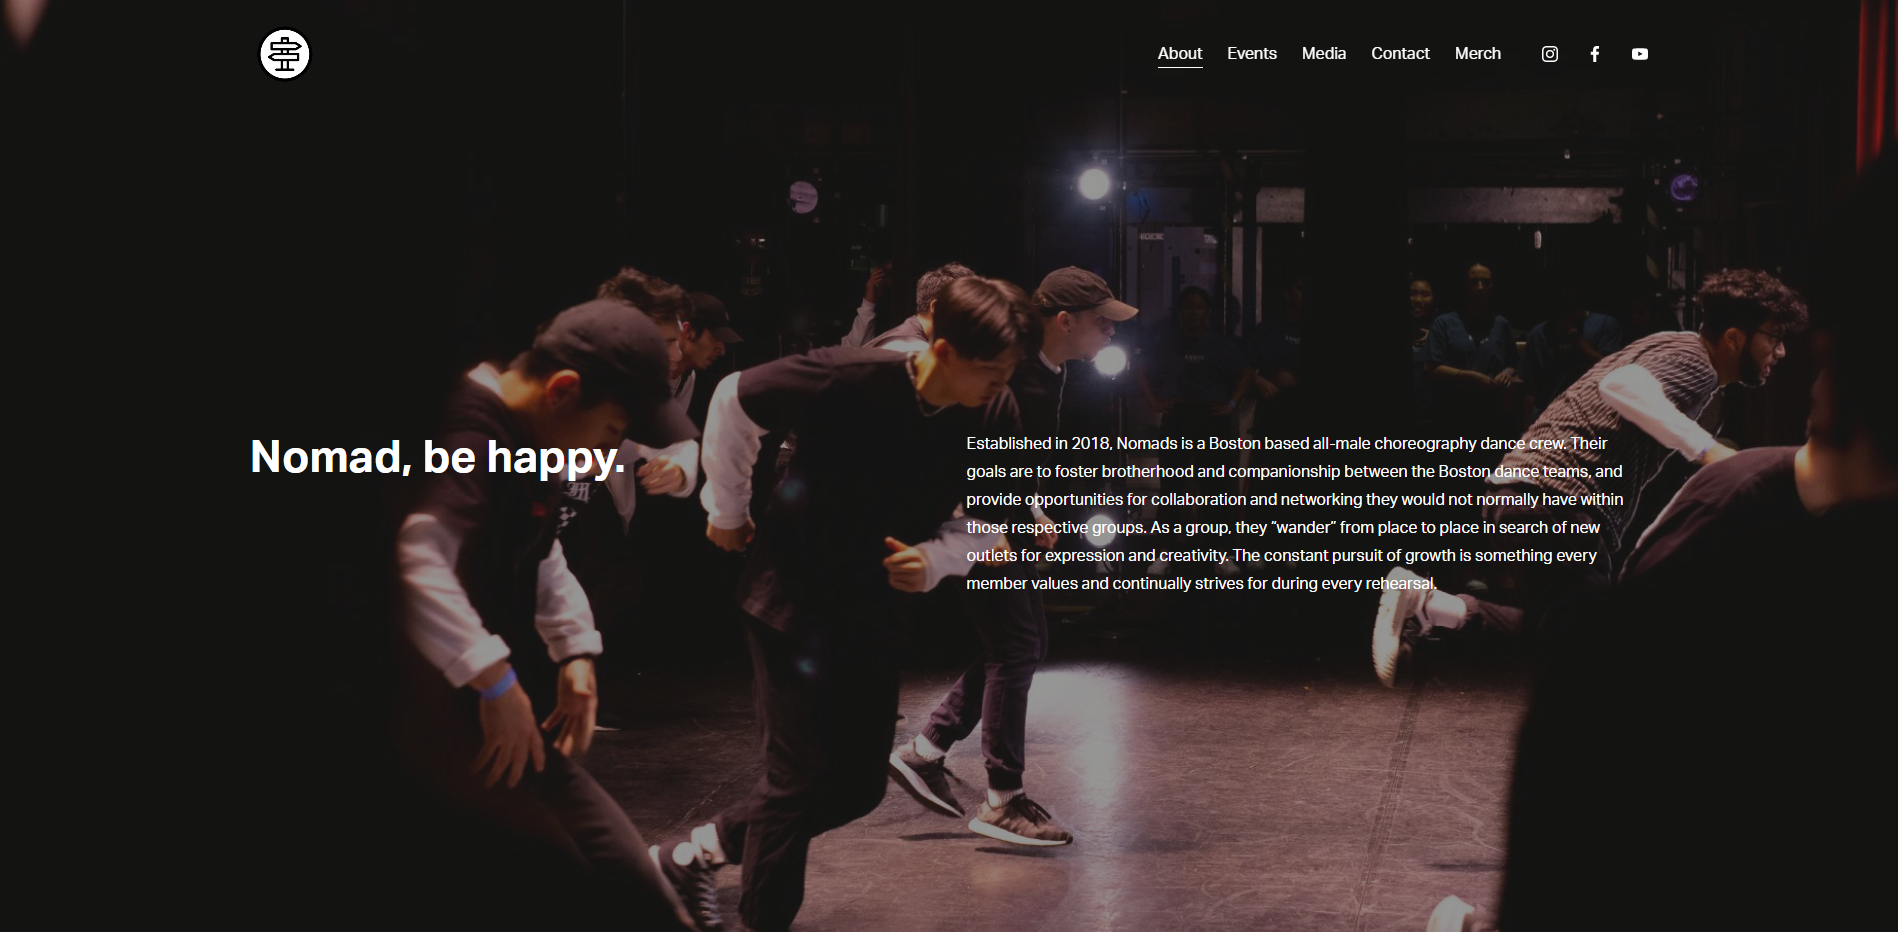 About Events Media Contact Merch
Nomad, be happy.
Established in 2018, Nomads is a Boston based all-male choreography dance crew. Their
goals are to foster brotherhood and companionship between the Boston dance teams, and
provide opportunities for collaboration and networking they would not normally have within
those respective groups. As a group, they “wander” from place to place in search of new
outlets for expression and creativity. The constant pursuit of growth is something every
member values and continually strives for during every rehearsal.